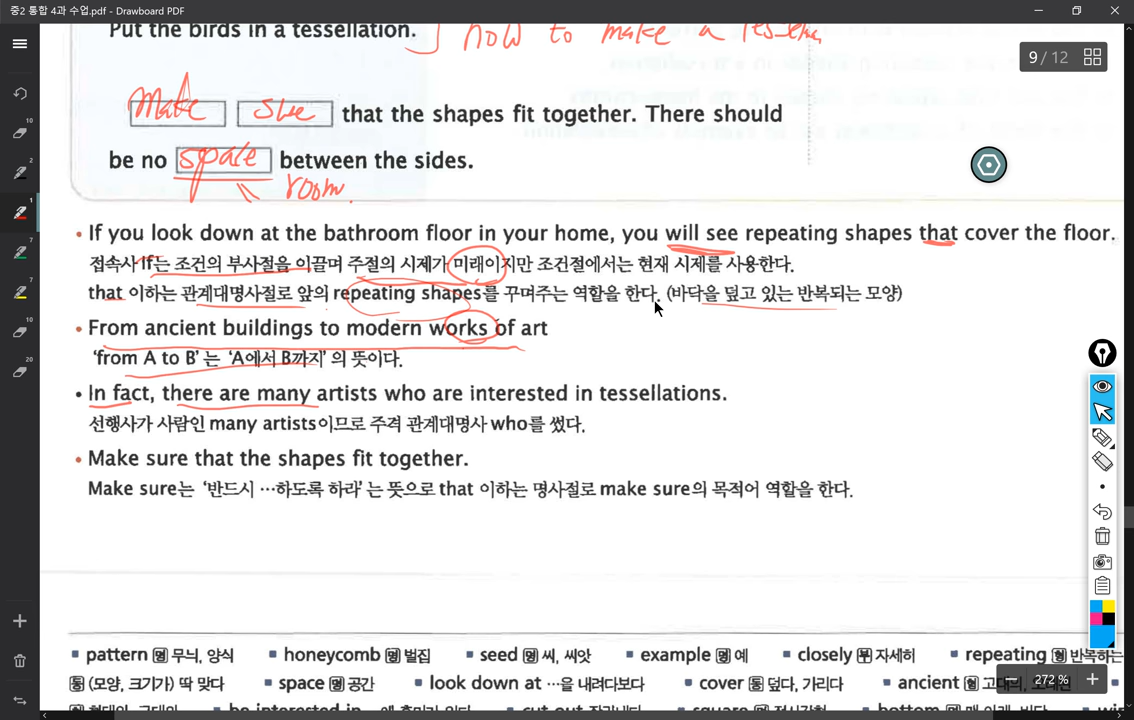 중2 통합 4과 수업.pdf - Drawboard PDF
Put the birds in a tessellation. how to make a
9 / 12
make sure that the shapes fit together. There should
be no space between the sides.
room.
• If you look down at the bathroom floor in your home, you will see repeating shapes that cover the floor.
접속사 If는 조건의 부사절을 이끌며 주절의 시제가 미래이지만 조건절에서는 현재 시제를 사용한다.
that 이하는 관계대명사절로 앞의 repeating shapes를 꾸며주는 역할을 한다. (바닥을 덮고 있는 반복되는 모양)
• From ancient buildings to modern works of art
‘from A to B’는 ‘A에서 B까지’의 뜻이다.
• In fact, there are many artists who are interested in tessellations.
선행사가 사람인 many artists이므로 주격 관계대명사 who를 썼다.
• Make sure that the shapes fit together.
Make sure는 ‘반드시 …하도록 하라’는 뜻으로 that 이하는 명사절로 make sure의 목적어 역할을 한다.
▪ pattern 명 무늬, 양식 ▪ honeycomb 명 벌집 ▪ seed 명 씨, 씨앗 ▪ example 명 예 ▪ closely 부 자세히 ▪ repeating 형 반복하는
동 (모양, 크기가) 딱 맞다 ▪ space 명 공간 ▪ look down at …을 내려다보다 ▪ cover 동 덮다, 가리다 ▪ ancient 형 고대의,
272 %